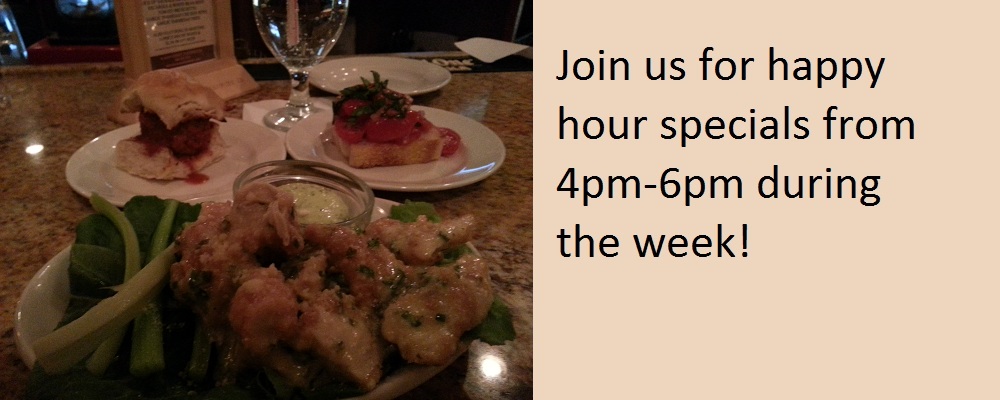 Join us for happy
hour specials from
4pm-6pm during
the week!